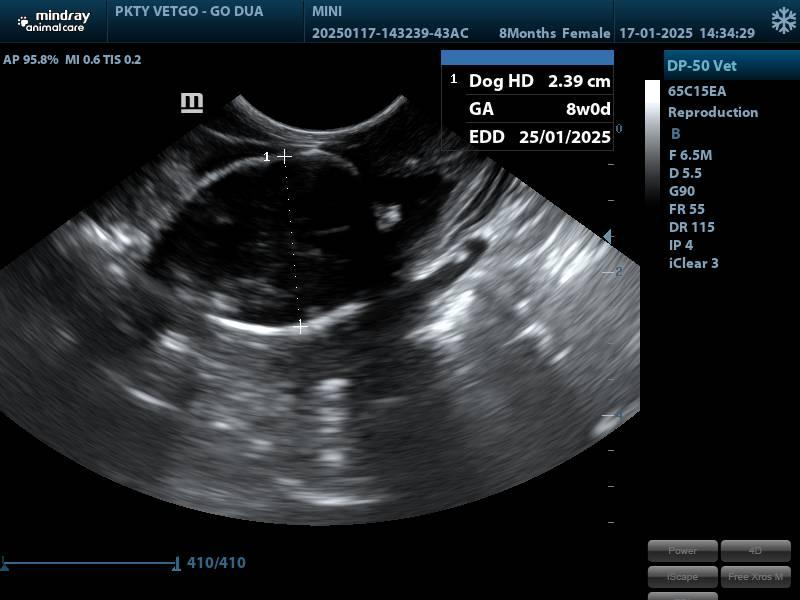 mindray
animalcare
PKTY VETGO - GO DUA
MINI
20250117-143239-43AC
8Months Female
17-01-2025 14:34:29
AP 95.8% MI 0.6 TIS 0.2
m
1 Dog HD 2.39 cm
GA 8w0d
EDD 25/01/2025
1
0
2
4
DP-50 Vet
65C15EA
Reproduction
B
F 6.5M
D 5.5
G90
FR 55
DR 115
IP 4
iClear 3
410/410
Power
4D
iScape
Free Xros M